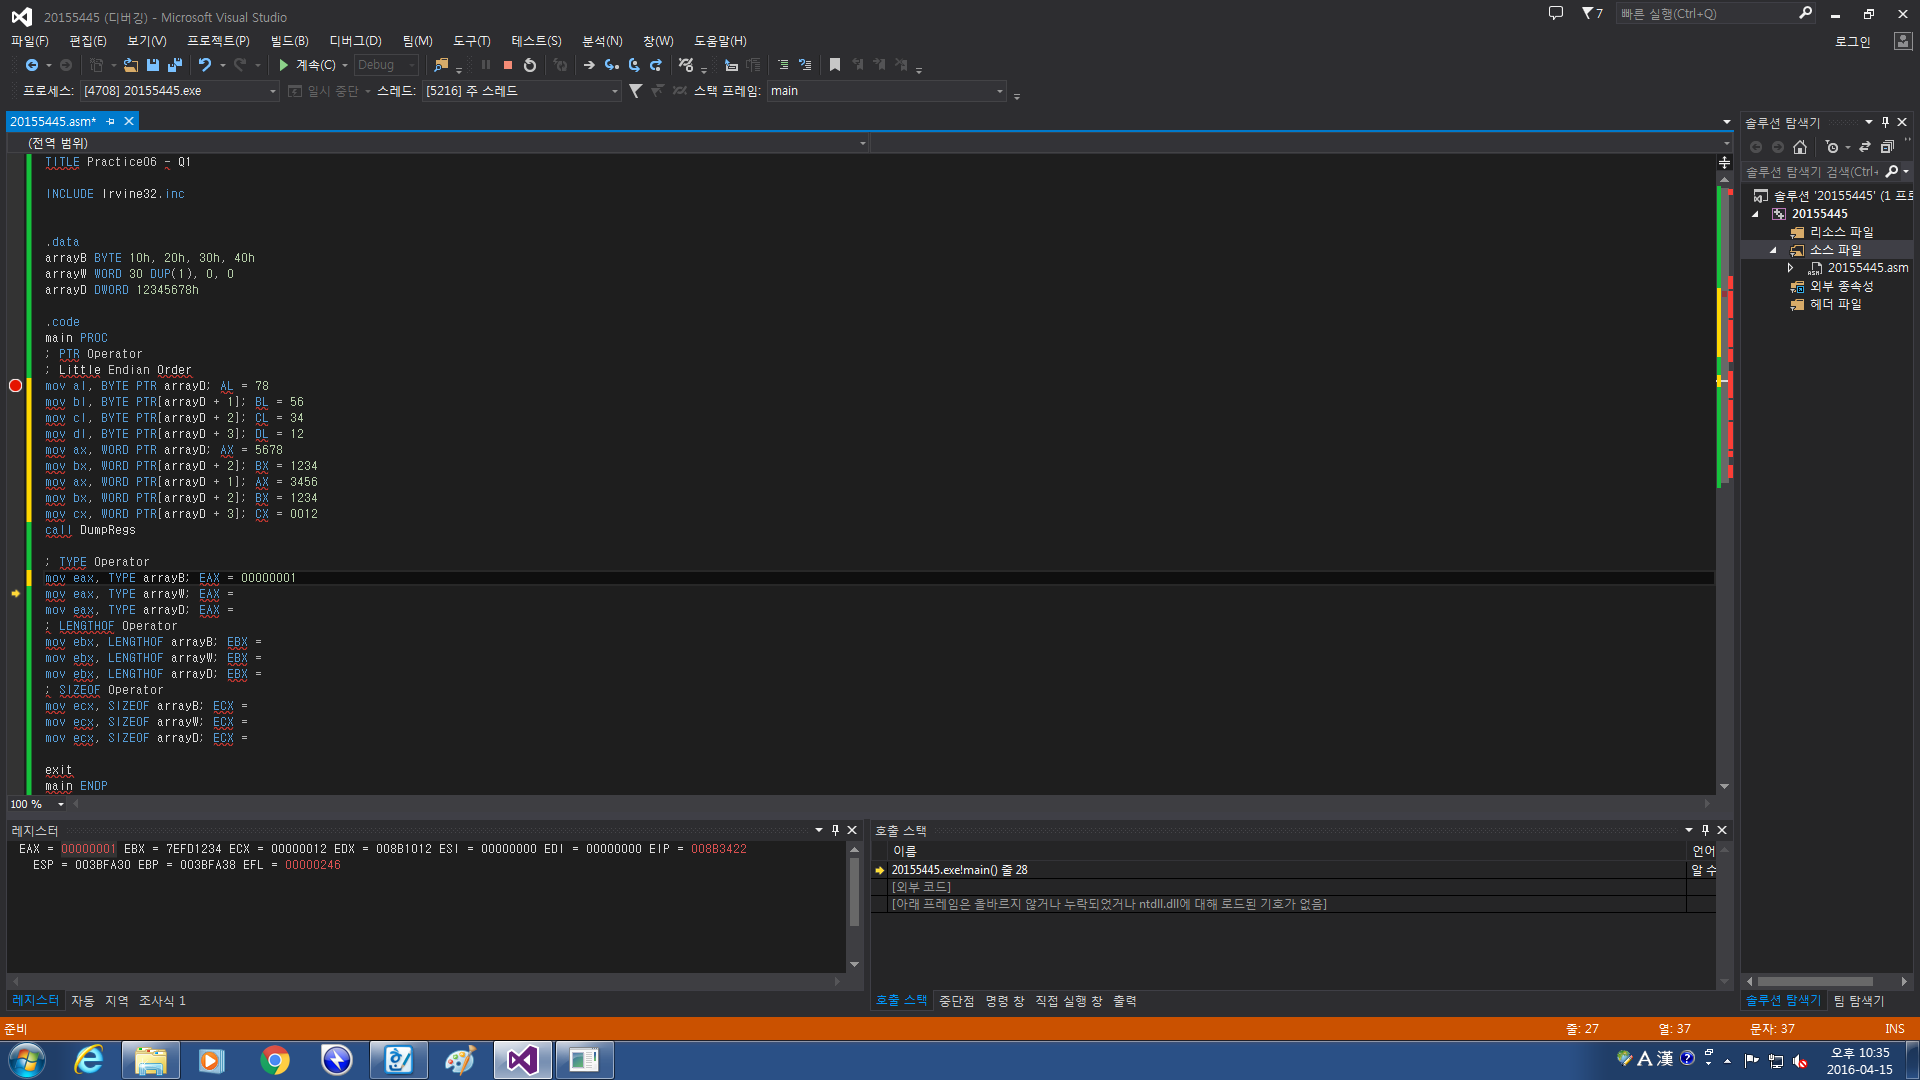 20155445 (디버깅) - Microsoft Visual Studio
7
빠른 실행(Ctrl+Q)
파일(F) 편집(E) 보기(V) 프로젝트(P) 빌드(B) 디버그(D) 팀(M) 도구(T) 테스트(S) 분석(N) 창(W) 도움말(H)
로그인
계속(C) Debug
프로세스: [4708] 20155445.exe 일시 중단 스레드: [5216] 주 스레드 스택 프레임: main
20155445.asm*
(전역 범위)
TITLE Practice06 - Q1
INCLUDE Irvine32.inc
.data
arrayB BYTE 10h, 20h, 30h, 40h
arrayW WORD 30 DUP(1), 0, 0
arrayD DWORD 12345678h
.code
main PROC
; PTR Operator
; Little Endian Order
mov al, BYTE PTR arrayD; AL = 78
mov bl, BYTE PTR[arrayD + 1]; BL = 56
mov cl, BYTE PTR[arrayD + 2]; CL = 34
mov dl, BYTE PTR[arrayD + 3]; DL = 12
mov ax, WORD PTR arrayD; AX = 5678
mov bx, WORD PTR[arrayD + 2]; BX = 1234
mov ax, WORD PTR[arrayD + 1]; AX = 3456
mov bx, WORD PTR[arrayD + 2]; BX = 1234
mov cx, WORD PTR[arrayD + 3]; CX = 0012
call DumpRegs
; TYPE Operator
mov eax, TYPE arrayB; EAX = 00000001
mov eax, TYPE arrayW; EAX =
mov eax, TYPE arrayD; EAX =
; LENGTHOF Operator
mov ebx, LENGTHOF arrayB; EBX =
mov ebx, LENGTHOF arrayW; EBX =
mov ebx, LENGTHOF arrayD; EBX =
; SIZEOF Operator
mov ecx, SIZEOF arrayB; ECX =
mov ecx, SIZEOF arrayW; ECX =
mov ecx, SIZEOF arrayD; ECX =
exit
main ENDP
100 %
레지스터
EAX = 00000001 EBX = 7EFD1234 ECX = 00000012 EDX = 008B1012 ESI = 00000000 EDI = 00000000 EIP = 008B3422
ESP = 003BFA30 EBP = 003BFA38 EFL = 00000246
레지스터 자동 지역 조사식 1
호출 스택
이름 언어
20155445.exe!main() 줄 28 알 수
[외부 코드]
[아래 프레임은 올바르지 않거나 누락되었거나 ntdll.dll에 대해 로드된 기호가 없음]
호출 스택 중단점 명령 창 직접 실행 창 출력
솔루션 탐색기
솔루션 탐색기 검색(Ctrl+
솔루션 '20155445' (1 프로
20155445
리소스 파일
소스 파일
20155445.asm
외부 종속성
헤더 파일
솔루션 탐색기 팀 탐색기
준비 줄: 27 열: 37 문자: 37 INS
A 漢
오후 10:35
2016-04-15